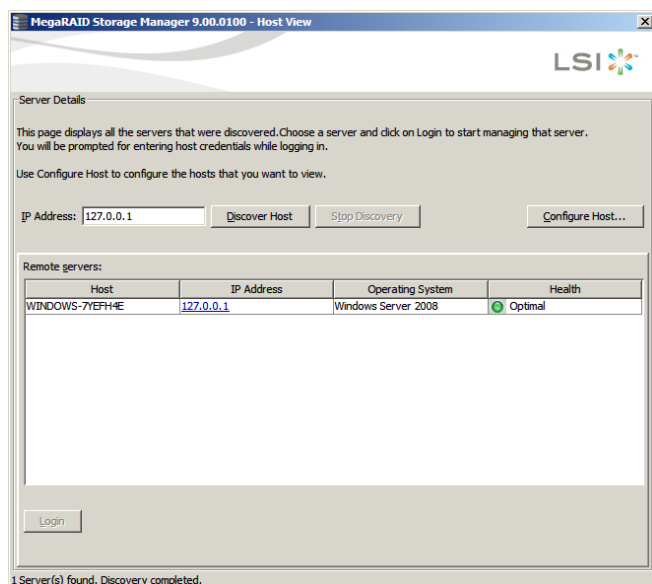 MegaRAID Storage Manager 9.00.0100 - Host View
LSI
Server Details
This page displays all the servers that were discovered.Choose a server and click on Login to start managing that server.
You will be prompted for entering host credentials while logging in.
Use Configure Host to configure the hosts that you want to view.
IP Address: 127.0.0.1 Discover Host Stop Discovery Configure Host...
Remote servers:
Host IP Address Operating System Health
WINDOWS-7YEFH4E 127.0.0.1 Windows Server 2008 Optimal
Login
1 Server(s) found. Discovery completed.